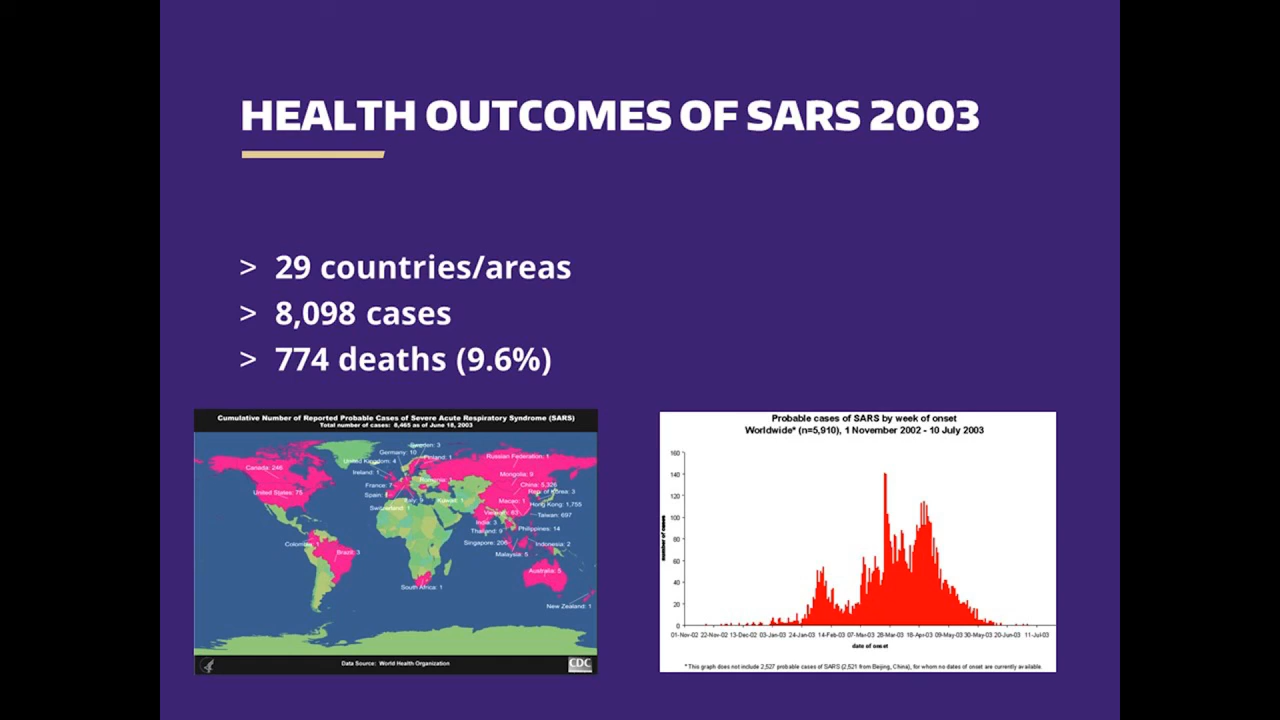 HEALTH OUTCOMES OF SARS 2003
> 29 countries/areas
> 8,098 cases
> 774 deaths (9.6%)
Cumulative Number of Reported Probable Cases of Severe Acute Respiratory Syndrome (SARS)
Total number of cases: 8,465 as of June 18, 2003
Sweden: 3
Germany: 10
Finland: 1
United Kingdom: 4
Russian Federation: 1
Canada: 246
Ireland: 1
Mongolia: 9
Romania: 1
France: 7
China: 5,326
United States: 75
Rep. of Korea: 3
Spain: 1
Kuwait: 1
Macao: 1
Hong Kong: 1,755
Switzerland: 1
Taiwan: 697
India: 3
Philippines: 14
Thailand: 9
Colombia: 1
Singapore: 206
Indonesia: 2
Brazil: 3
Malaysia: 5
Australia: 5
South Africa: 1
New Zealand: 1
Data Source: World Health Organization
CDC
Probable cases of SARS by week of onset
Worldwide* (n=5,910), 1 November 2002 - 10 July 2003
160
140
120
100
80
60
40
20
0
number of cases
01-Nov-02 22-Nov-02 13-Dec-02 03-Jan-03 24-Jan-03 14-Feb-03 07-Mar-03 28-Mar-03 18-Apr-03 09-May-03 30-May-03 20-Jun-03 11-Jul-03
date of onset
* This graph does not include 2,527 probable cases of SARS (2,521 from Beijing, China), for whom no dates of onset are currently available.